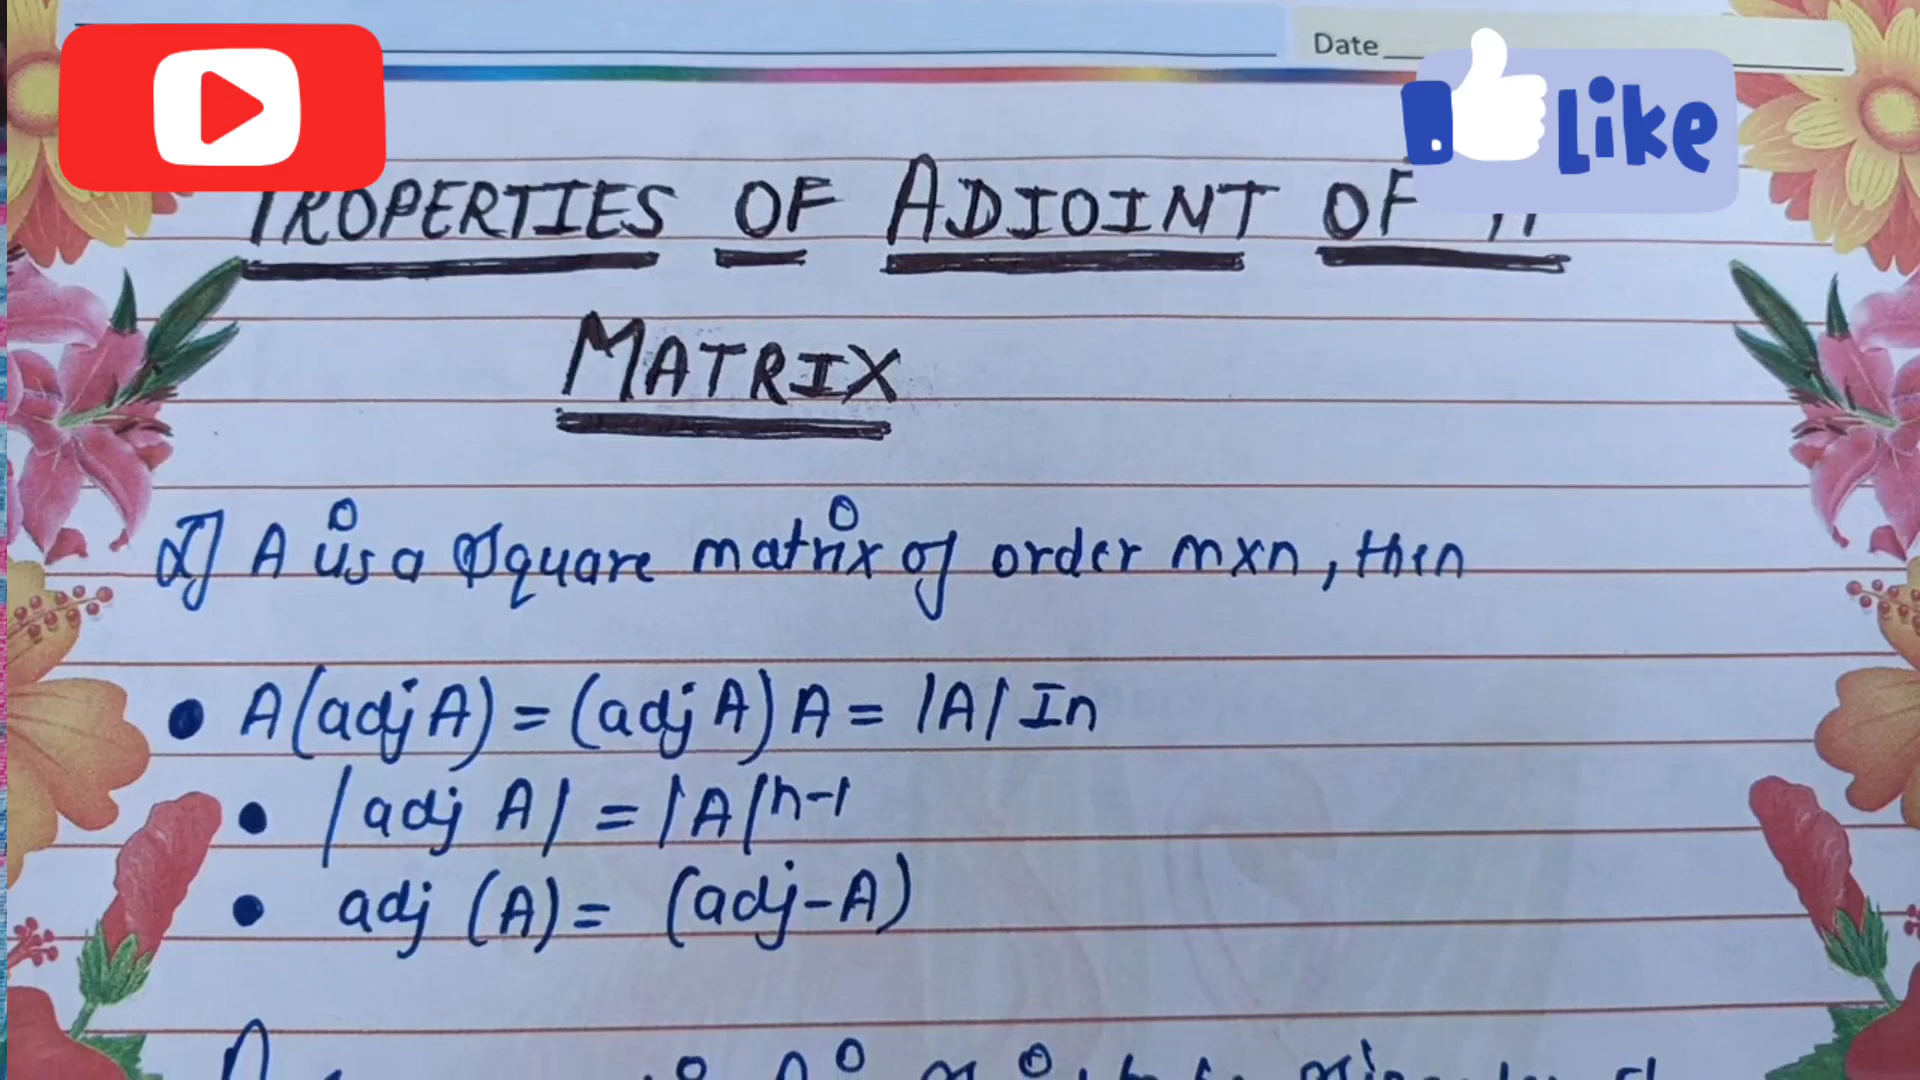 Date
Like
PROPERTIES OF ADJOINT OF A
MATRIX
If A is a square matrix of order mxn, then
• A(adj A) = (adj A) A = |A| In
• |adj A| = |A|ⁿ⁻¹
• adj (A) = (adj-A)